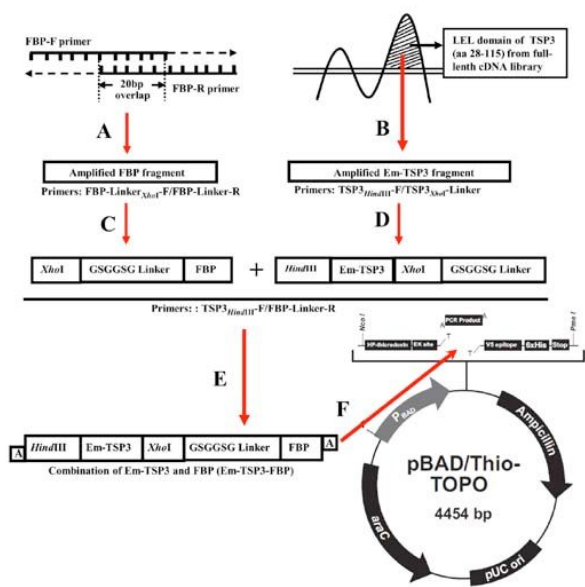 FBP-F primer
20bp
overlap
FBP-R primer
LEL domain of TSP3
(aa 28-115) from full-
lenth cDNA library
A
B
Amplified FBP fragment
Primers: FBP-LinkerXhoI-F/FBP-Linker-R
Amplified Em-TSP3 fragment
Primers: TSP3HindIII-F/TSP3XhoI-Linker
C
D
XhoI GSGGSG Linker FBP + HindIII Em-TSP3 XhoI GSGGSG Linker
Primers: : TSP3HindIII-F/FBP-Linker-R
E
F
A HindIII Em-TSP3 XhoI GSGGSG Linker FBP A
Combination of Em-TSP3 and FBP (Em-TSP3-FBP)
Nco I
Pme I
A PCR Product A
T
T
HP-thioredoxin EK site
V5 epitope 6xHis Stop
PBAD
Ampicillin
pUC ori
araC
pBAD/Thio-
TOPO
4454 bp